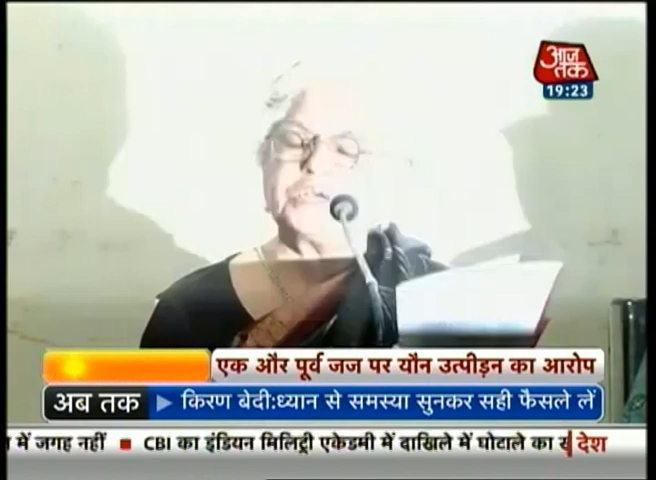 आज तक
19:23
एक और पूर्व जज पर यौन उत्पीड़न का आरोप
अब तक किरण बेदी:ध्यान से समस्या सुनकर सही फैसले लें
में जगह नहीं ■ CBI का इंडियन मिलिट्री एकेडमी में दाखिले में घोटाले का देश